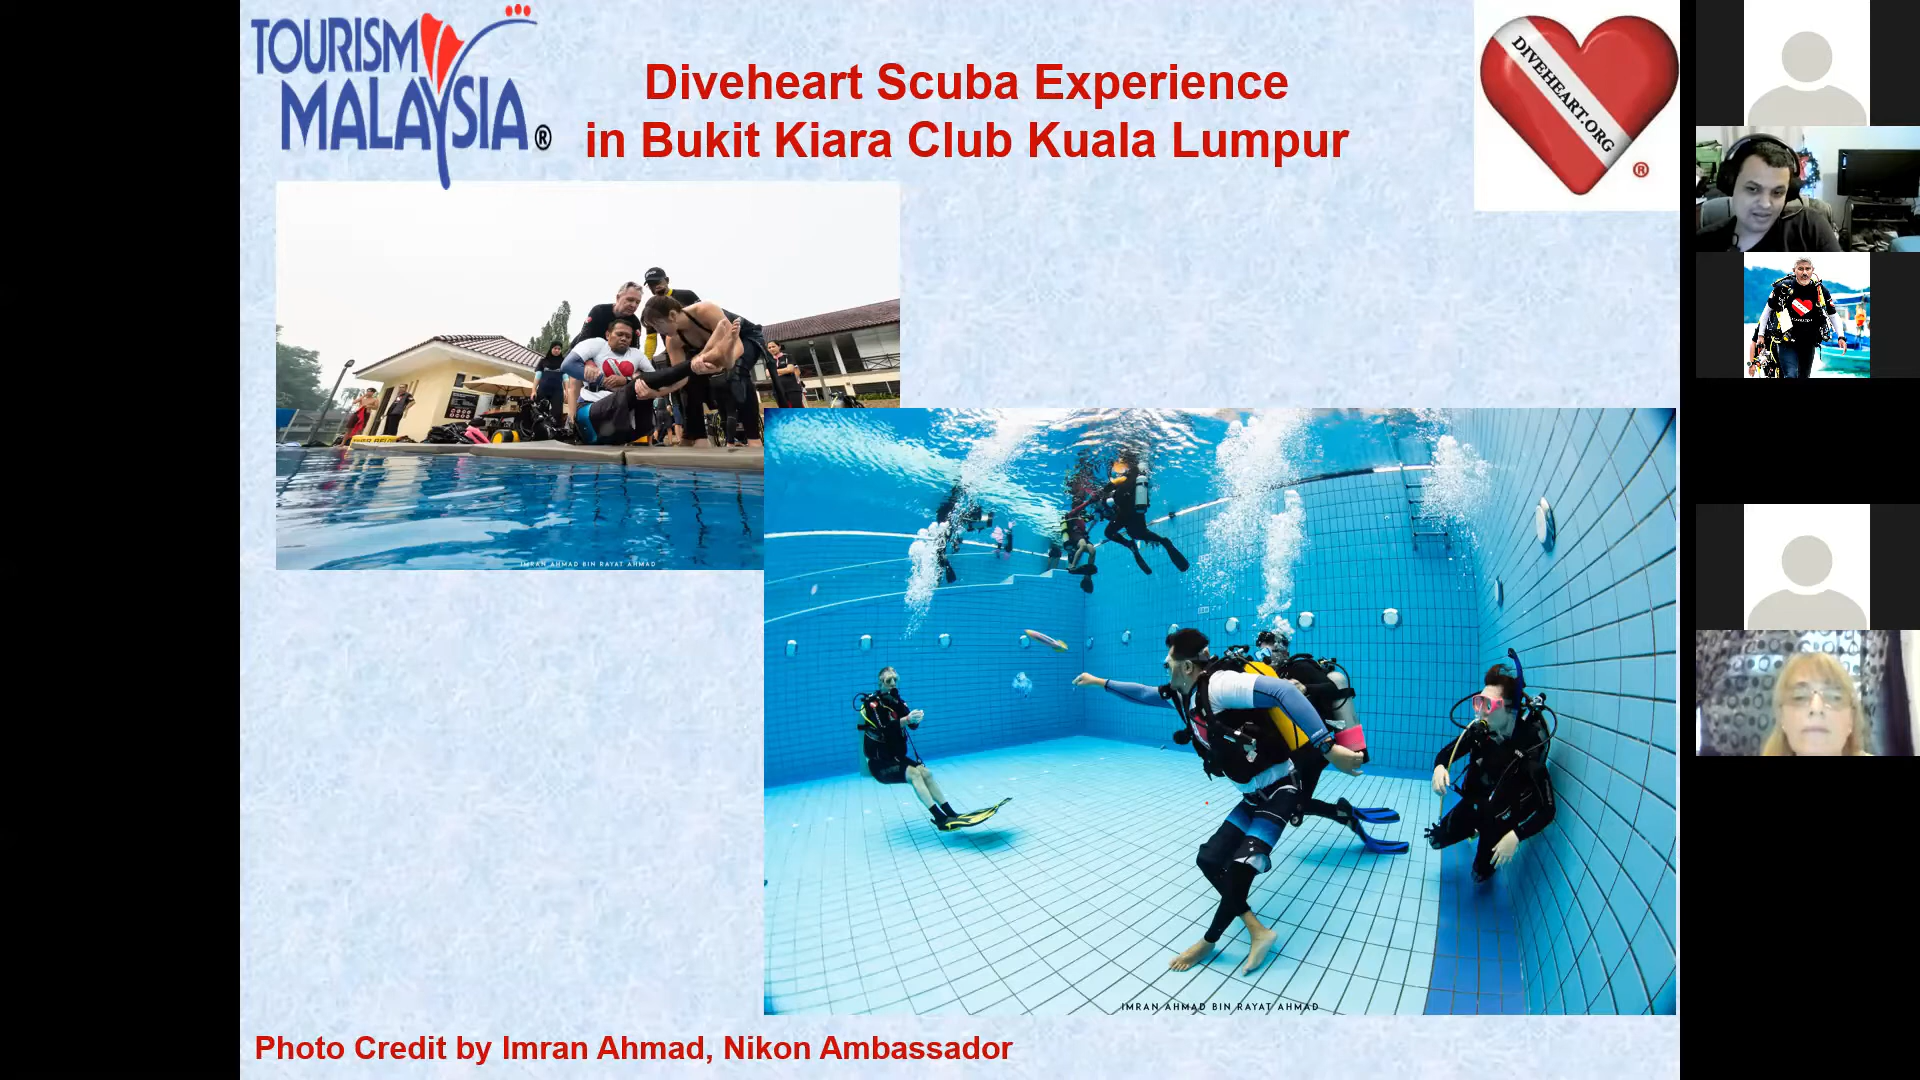 TOURISM
MALAYSIA®
Diveheart Scuba Experience
in Bukit Kiara Club Kuala Lumpur
DIVEHEART.ORG
®
IMRAN AHMAD BIN RAYAT AHMAD
IMRAN AHMAD BIN RAYAT AHMAD
Photo Credit by Imran Ahmad, Nikon Ambassador